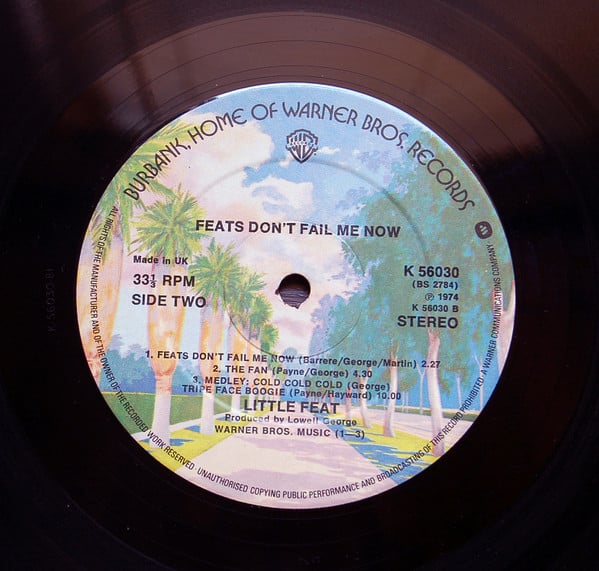 BURBANK, HOME OF WARNER BROS. RECORDS
FEATS DON'T FAIL ME NOW
Made in UK
33⅓ RPM
SIDE TWO
K 56030
(BS 2784)
℗ 1974
K 56030 B
STEREO
1. FEATS DON'T FAIL ME NOW (Barrere/George/Martin) 2.27
2. THE FAN (Payne/George) 4.30
3. MEDLEY: COLD COLD COLD (George)
TRIPE FACE BOOGIE (Payne/Hayward) 10.00
LITTLE FEAT
Produced by Lowell George
WARNER BROS. MUSIC (1—3)
ALL RIGHTS OF THE MANUFACTURER AND OF THE OWNER OF THE RECORDED WORK RESERVED. UNAUTHORISED COPYING PUBLIC PERFORMANCE AND BROADCASTING OF THIS RECORD PROHIBITED A WARNER COMMUNICATIONS COMPANY.